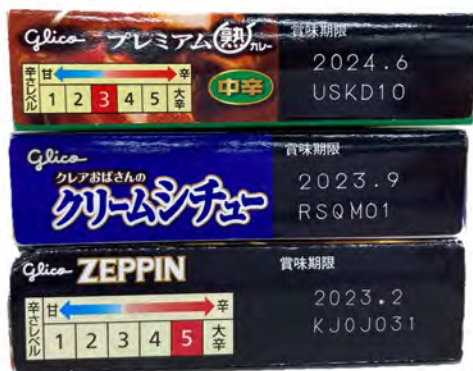 glico プレミアム熟カレー
賞味期限
2024.6
USKD10
辛さレベル
甘 辛
1 2 3 4 5 大辛
中辛
glico
賞味期限
クレアおばさんの
クリームシチュー
2023.9
RSQM01
glico ZEPPIN
賞味期限
辛さレベル
甘 辛
1 2 3 4 5 大辛
2023.2
KJ0J031